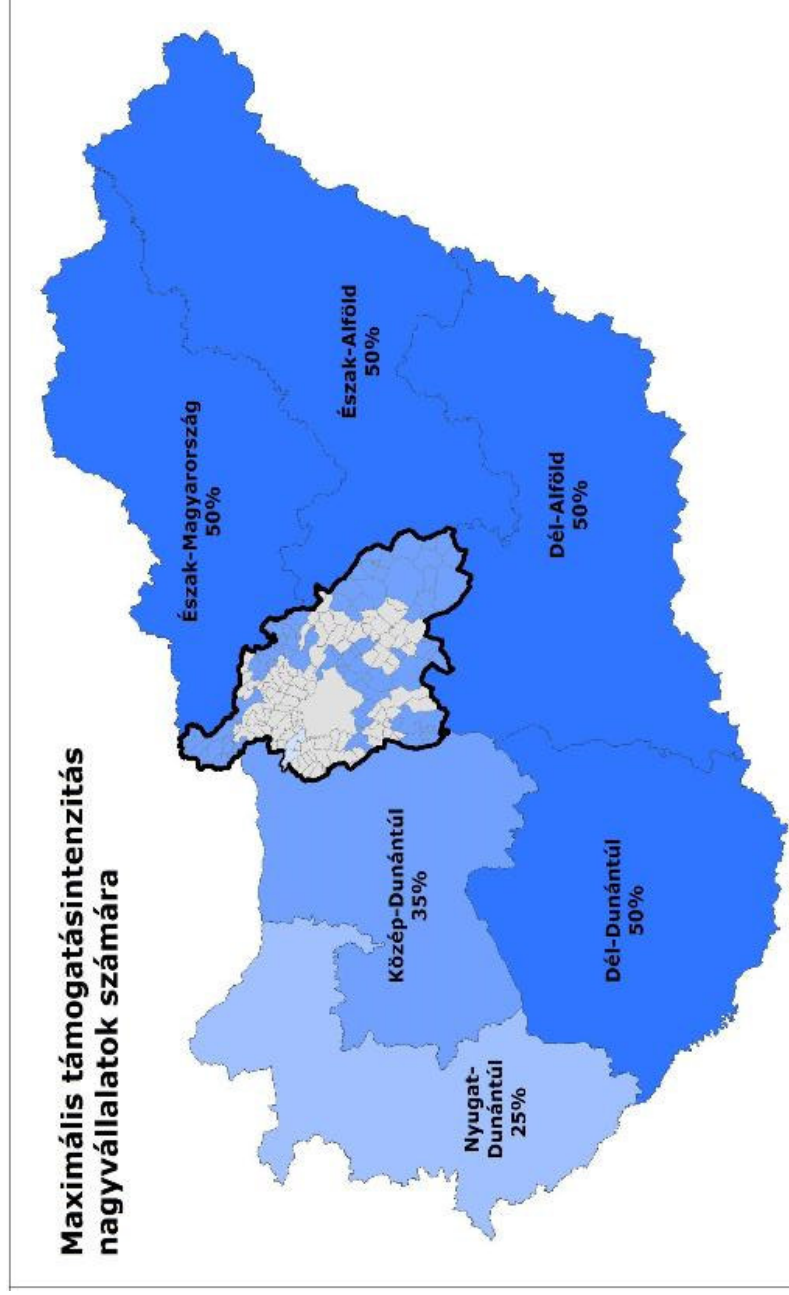 Maximális támogatásintenzitás
nagyvállalatok számára
Észak-Magyarország
50%
Észak-Alföld
50%
Dél-Alföld
50%
Közép-Dunántúl
35%
Nyugat-
Dunántúl
25%
Dél-Dunántúl
50%